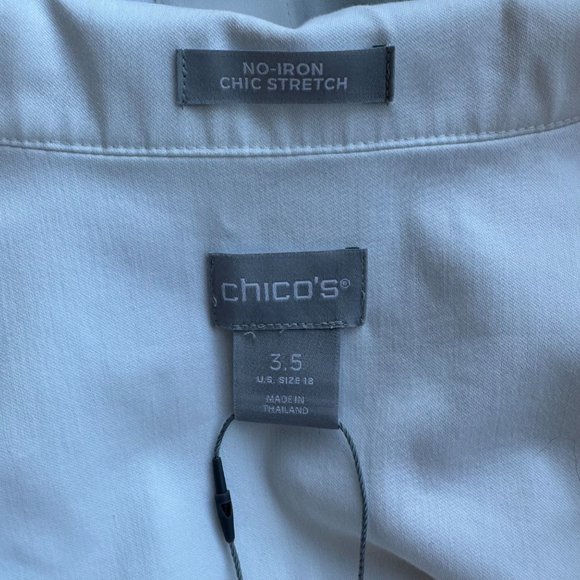 NO-IRON
CHIC STRETCH
chico's®
3.5
U.S. SIZE 18
MADE IN
THAILAND